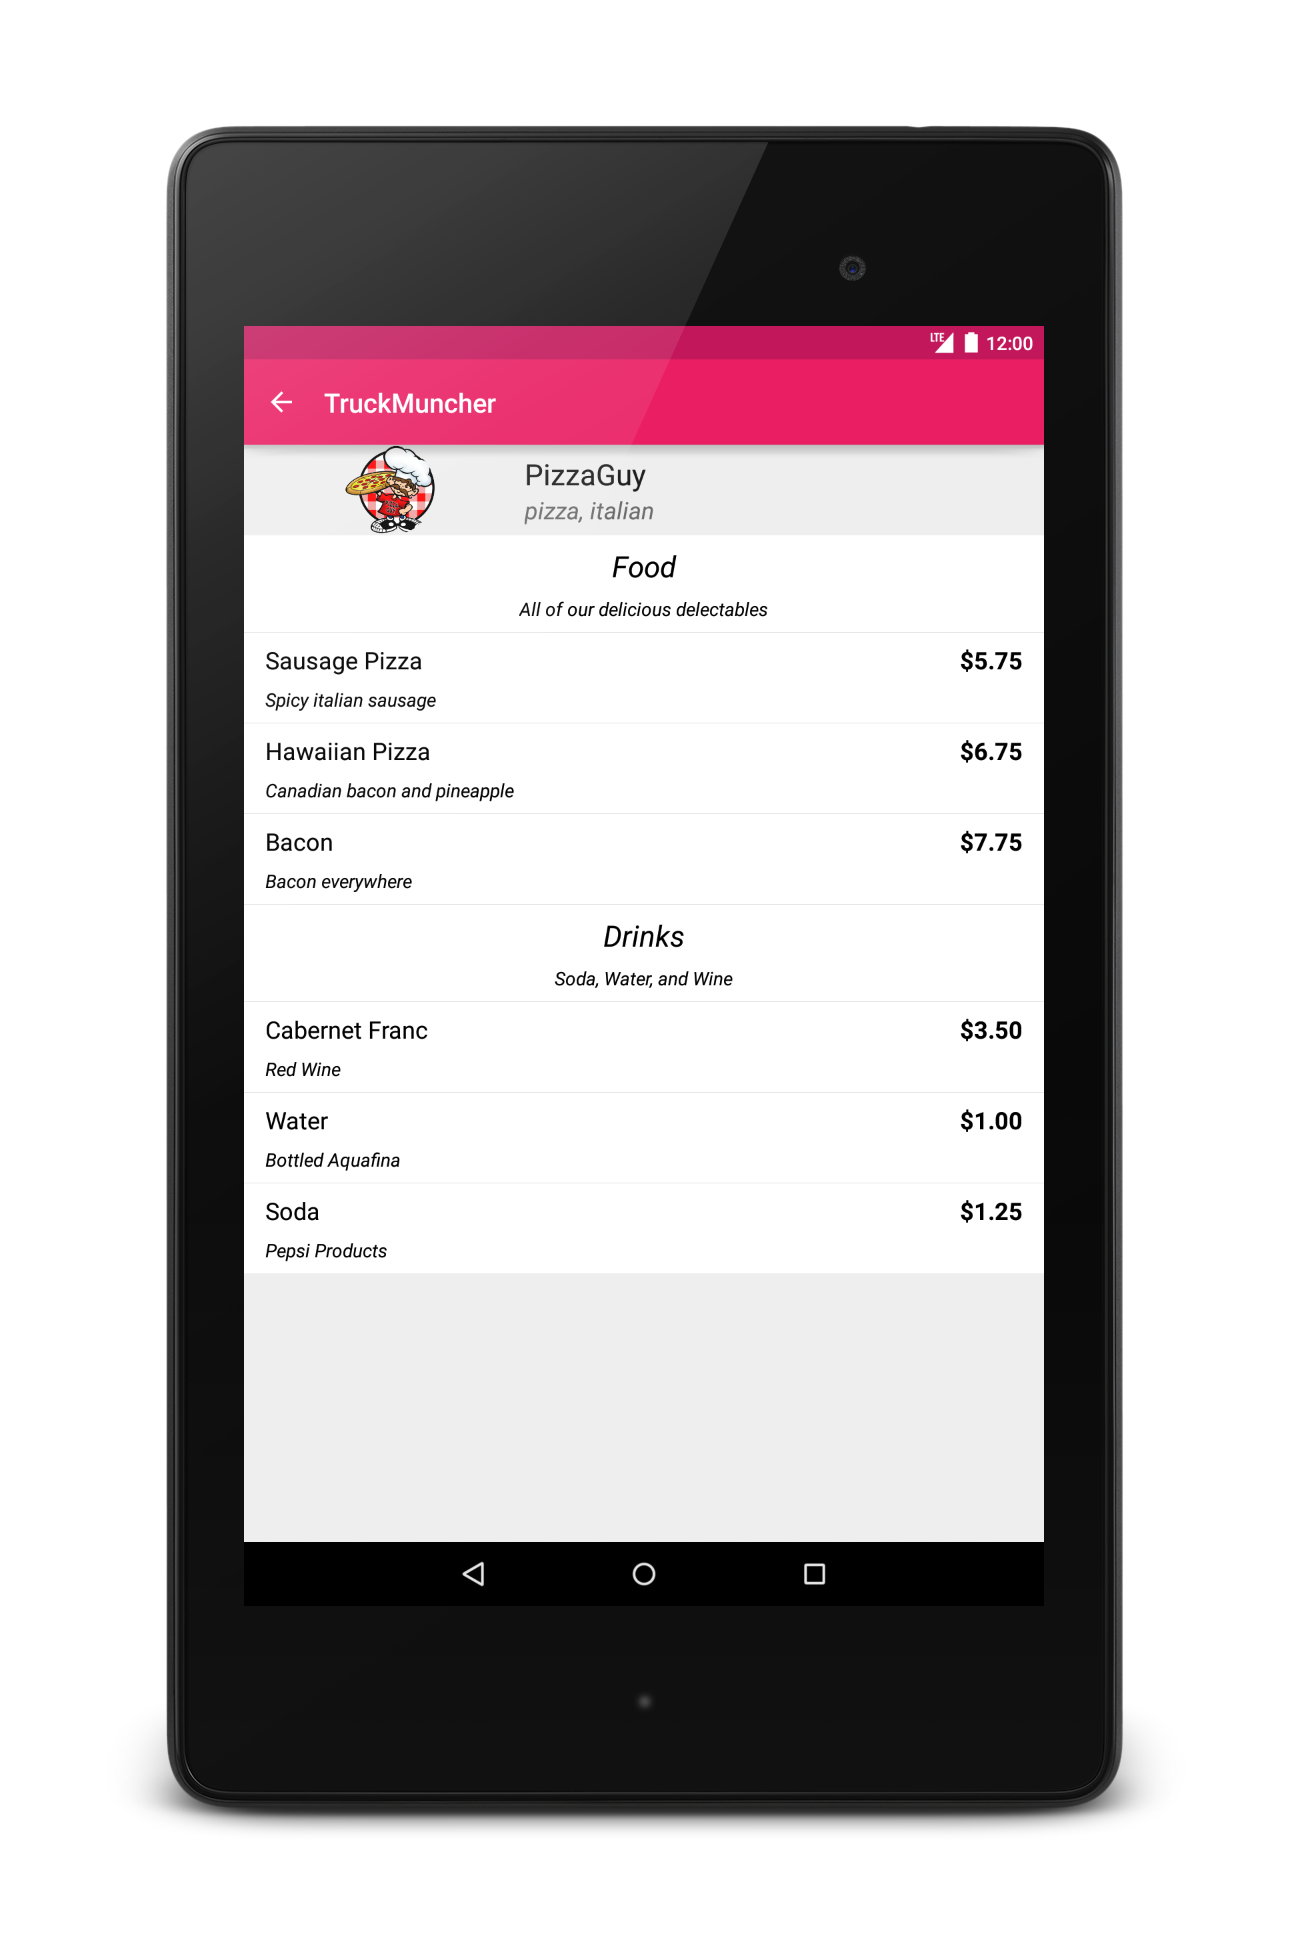 LTE 12:00
TruckMuncher
PizzaGuy
pizza, italian
Food
All of our delicious delectables
Sausage Pizza $5.75
Spicy italian sausage
Hawaiian Pizza $6.75
Canadian bacon and pineapple
Bacon $7.75
Bacon everywhere
Drinks
Soda, Water, and Wine
Cabernet Franc $3.50
Red Wine
Water $1.00
Bottled Aquafina
Soda $1.25
Pepsi Products